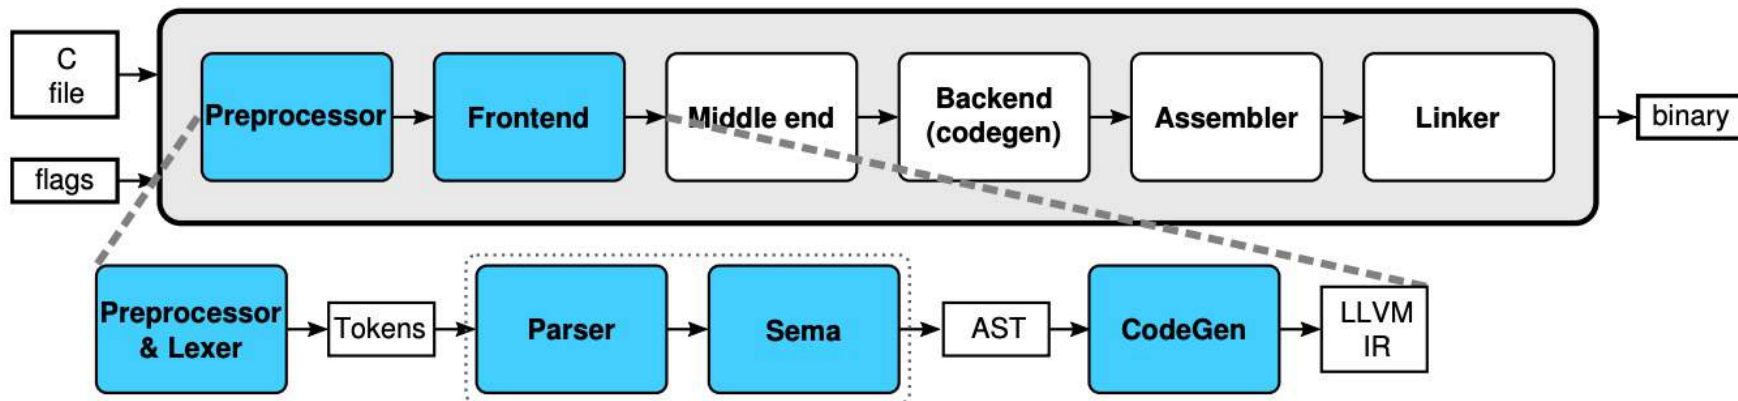 C
file
flags
Preprocessor
Frontend
Middle end
Backend
(codegen)
Assembler
Linker
binary
Preprocessor
& Lexer
Tokens
Parser
Sema
AST
CodeGen
LLVM
IR